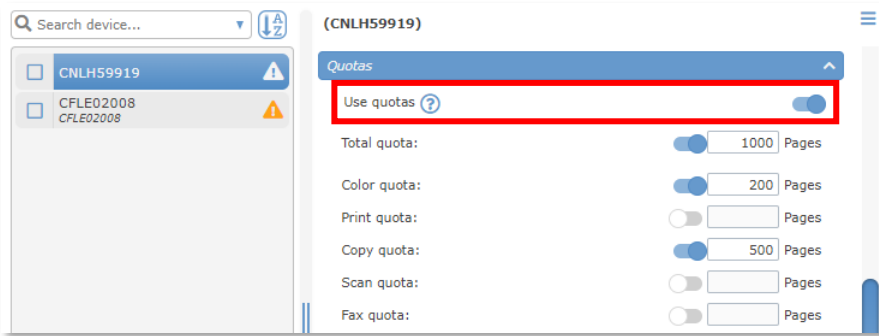 Search device...
A
Z
CNLH59919
CFLE02008
CFLE02008
(CNLH59919)
Quotas
Use quotas ?
Total quota: 1000 Pages
Color quota: 200 Pages
Print quota: Pages
Copy quota: 500 Pages
Scan quota: Pages
Fax quota: Pages